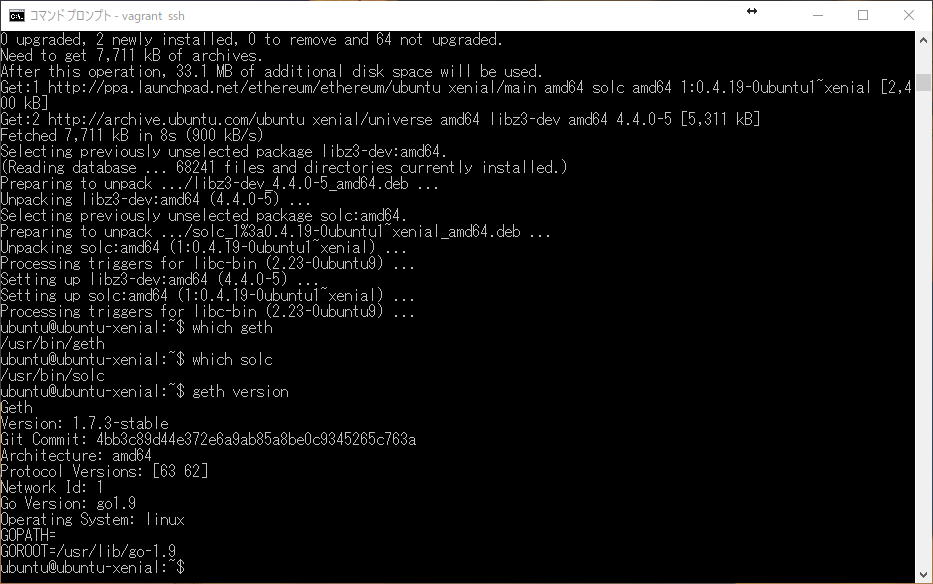 コマンド プロンプト - vagrant ssh
0 upgraded, 2 newly installed, 0 to remove and 64 not upgraded.
Need to get 7,711 kB of archives.
After this operation, 33.1 MB of additional disk space will be used.
Get:1 http://ppa.launchpad.net/ethereum/ethereum/ubuntu xenial/main amd64 solc amd64 1:0.4.19-0ubuntu1~xenial [2,4
00 kB]
Get:2 http://archive.ubuntu.com/ubuntu xenial/universe amd64 libz3-dev amd64 4.4.0-5 [5,311 kB]
Fetched 7,711 kB in 8s (900 kB/s)
Selecting previously unselected package libz3-dev:amd64.
(Reading database ... 68241 files and directories currently installed.)
Preparing to unpack .../libz3-dev_4.4.0-5_amd64.deb ...
Unpacking libz3-dev:amd64 (4.4.0-5) ...
Selecting previously unselected package solc:amd64.
Preparing to unpack .../solc_1%3a0.4.19-0ubuntu1~xenial_amd64.deb ...
Unpacking solc:amd64 (1:0.4.19-0ubuntu1~xenial) ...
Processing triggers for libc-bin (2.23-0ubuntu9) ...
Setting up libz3-dev:amd64 (4.4.0-5) ...
Setting up solc:amd64 (1:0.4.19-0ubuntu1~xenial) ...
Processing triggers for libc-bin (2.23-0ubuntu9) ...
ubuntu@ubuntu-xenial:~$ which geth
/usr/bin/geth
ubuntu@ubuntu-xenial:~$ which solc
/usr/bin/solc
ubuntu@ubuntu-xenial:~$ geth version
Geth
Version: 1.7.3-stable
Git Commit: 4bb3c89d44e372e6a9ab85a8be0c9345265c763a
Architecture: amd64
Protocol Versions: [63 62]
Network Id: 1
Go Version: go1.9
Operating System: linux
GOPATH=
GOROOT=/usr/lib/go-1.9
ubuntu@ubuntu-xenial:~$